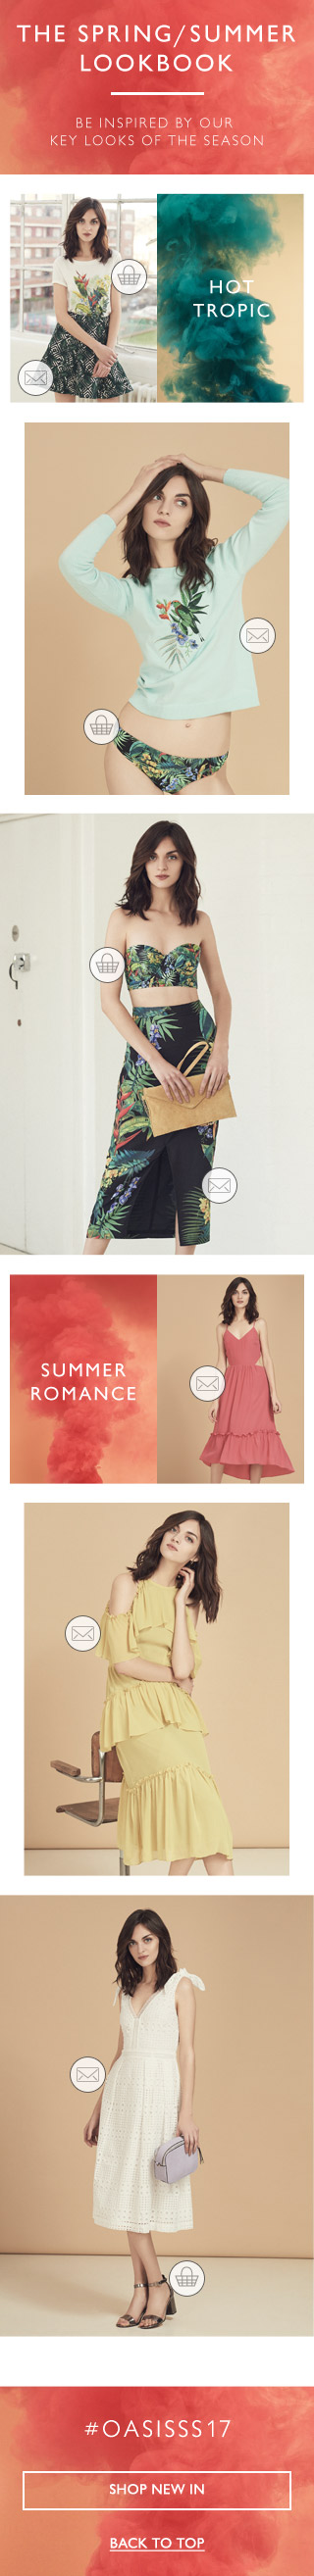 THE SPRING/SUMMER
LOOKBOOK
BE INSPIRED BY OUR
KEY LOOKS OF THE SEASON
HOT
TROPIC
SUMMER
ROMANCE
#OASISSS17
SHOP NEW IN
BACK TO TOP